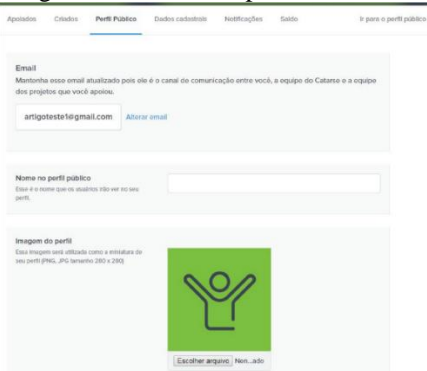 Apoiados Criados Perfil Público Dados cadastrais Notificações Saldo Ir para o perfil público
Email
Mantenha esse email atualizado pois ele é o canal de comunicação entre você, a equipe do Catarse e a equipe
dos projetos que você apoiou.
artigoteste1@gmail.com Alterar email
Nome no perfil público
Esse é o nome que os usuários irão ver no seu
perfil.
Imagem do perfil
Essa imagem será utilizada como a miniatura de
seu perfil (PNG, JPG tamanho 280 x 280)
Escolher arquivo Nen...ado